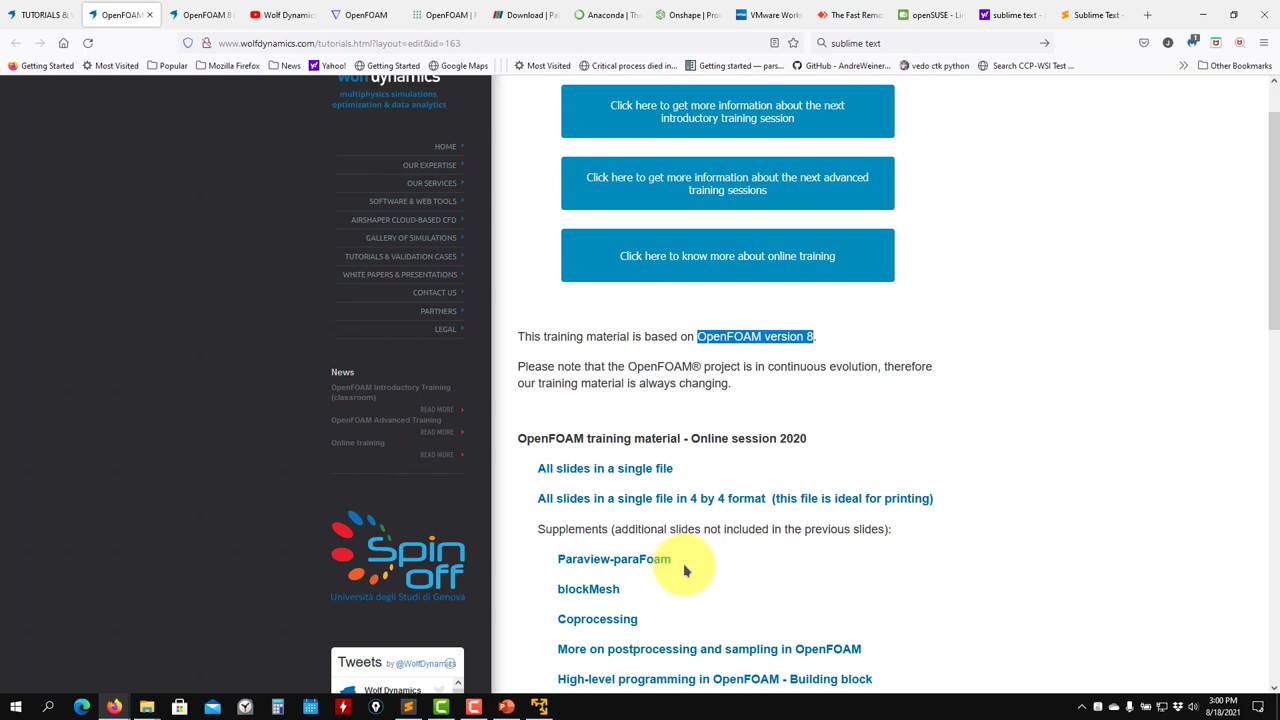 TUTORIALS &
OpenFOAM
OpenFOAM 8
Wolf Dynamics
OpenFOAM
OpenFOAM | F
Download | Par
Anaconda | The
Onshape | Proc
VMware Works
The Fast Remo
openSUSE - Lin
sublime text -
Sublime Text -
www.wolfdynamics.com/tutorials.html?layout=edit&id=163
sublime text
Getting Started
Most Visited
Popular
Mozilla Firefox
News
Yahoo!
Getting Started
Google Maps
Most Visited
Critical process died in...
Getting started — pars...
GitHub - AndreWeiner...
vedo ctk python
Search CCP-WSI Test ...
Other Bookmarks
wolf dynamics
multiphysics simulations,
optimization & data analytics
HOME
OUR EXPERTISE
OUR SERVICES
SOFTWARE & WEB TOOLS
AIRSHAPER CLOUD-BASED CFD
GALLERY OF SIMULATIONS
TUTORIALS & VALIDATION CASES
WHITE PAPERS & PRESENTATIONS
CONTACT US
PARTNERS
LEGAL
News
OpenFOAM Introductory Training
(clasaroom)
READ MORE
OpenFOAM Advanced Training
READ MORE
Online training
READ MORE
Spin
off
Università degli Studi di Genova
Tweets by @WolfDynamics
Wolf Dynamics
Click here to get more information about the next
introductory training session
Click here to get more information about the next advanced
training sessions
Click here to know more about online training
This training material is based on OpenFOAM version 8.
Please note that the OpenFOAM® project is in continuous evolution, therefore
our training material is always changing.
OpenFOAM training material - Online session 2020
All slides in a single file
All slides in a single file in 4 by 4 format (this file is ideal for printing)
Supplements (additional slides not included in the previous slides):
Paraview-paraFoam
blockMesh
Coprocessing
More on postprocessing and sampling in OpenFOAM
High-level programming in OpenFOAM - Building block
3:00 PM
8/18/2021